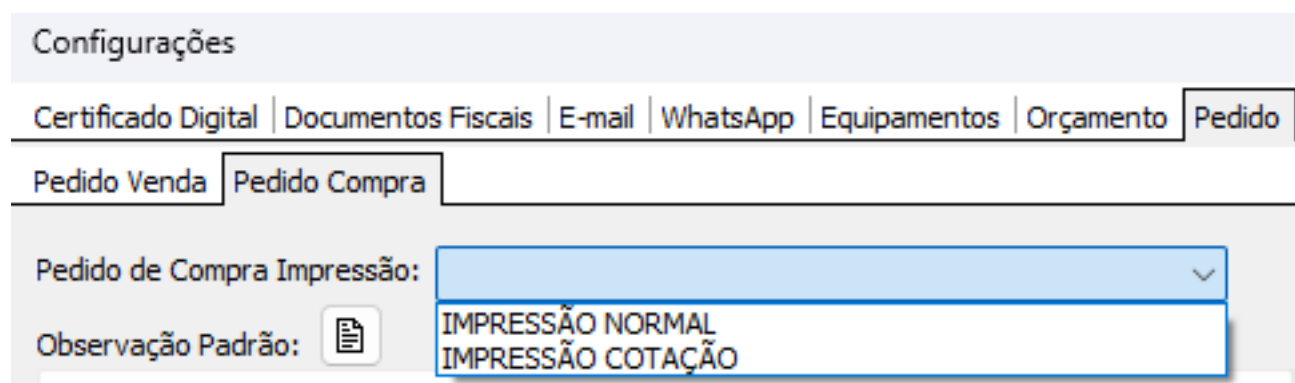 Configurações
Certificado Digital Documentos Fiscais E-mail WhatsApp Equipamentos Orçamento Pedido
Pedido Venda Pedido Compra
Pedido de Compra Impressão:
IMPRESSÃO NORMAL
Observação Padrão:
IMPRESSÃO COTAÇÃO